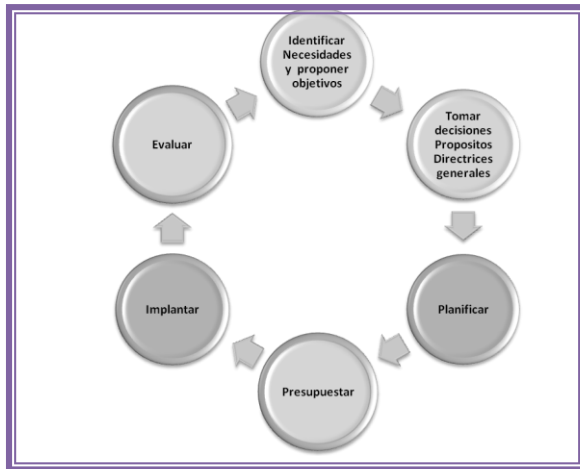 Identificar
Necesidades
y proponer
objetivos
Tomar
decisiones
Propositos
Directrices
generales
Planificar
Presupuestar
Implantar
Evaluar